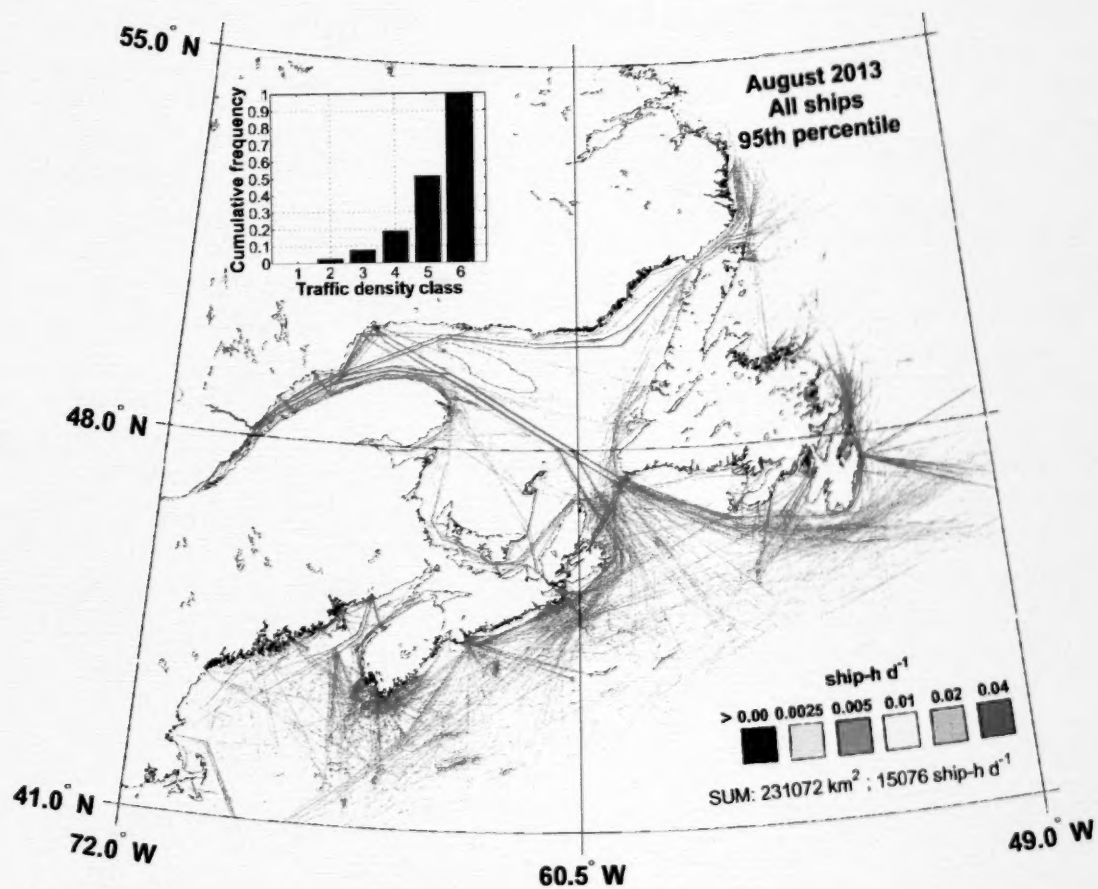 55.0° N
August 2013
All ships
95th percentile
Cumulative frequency
1
0.9
0.8
0.7
0.6
0.5
0.4
0.3
0.2
0.1
0
1 2 3 4 5 6
Traffic density class
48.0° N
ship-h d⁻¹
> 0.00 0.0025 0.005 0.01 0.02 0.04
SUM: 231072 km² ; 15076 ship-h d⁻¹
41.0° N
72.0° W
60.5° W
49.0° W